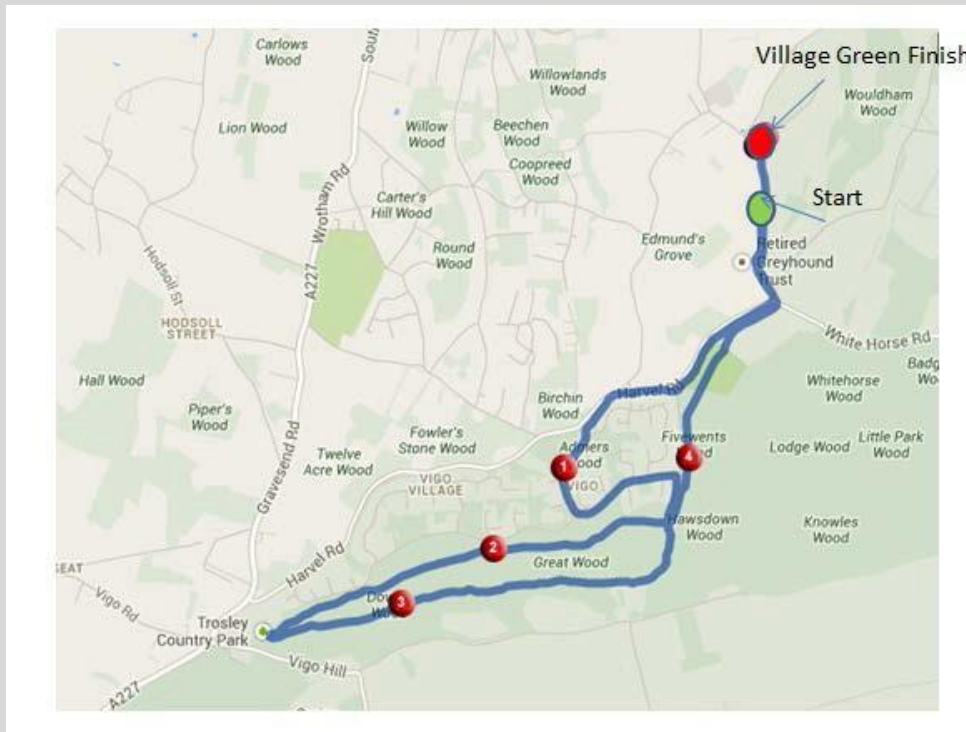 Village Green Finish
Start
Carlows
Wood
South
Willowlands
Wood
Wouldham
Wood
Lion Wood
Willow
Wood
Beechen
Wood
Coopreed
Wood
Wrotham Rd
Carter's
Hill Wood
Round
Wood
Edmund's
Grove
Retired
Greyhound
Trust
Hodsoll St
A227
HODSOLL
STREET
White Horse Rd
Hall Wood
Piper's
Wood
Birchin
Wood
Harvel Rd
Whitehorse
Wood
Gravesend Rd
Twelve
Acre Wood
Fowler's
Stone Wood
Admers
Wood
1
Fivewents
4
Lodge Wood
Little Park
Wood
VIGO
VILLAGE
VIGO
Hawsdown
Wood
Knowles
Wood
2
Great Wood
Harvel Rd
3
Vigo Rd
Trosley
Country Park
Vigo Hill
A227